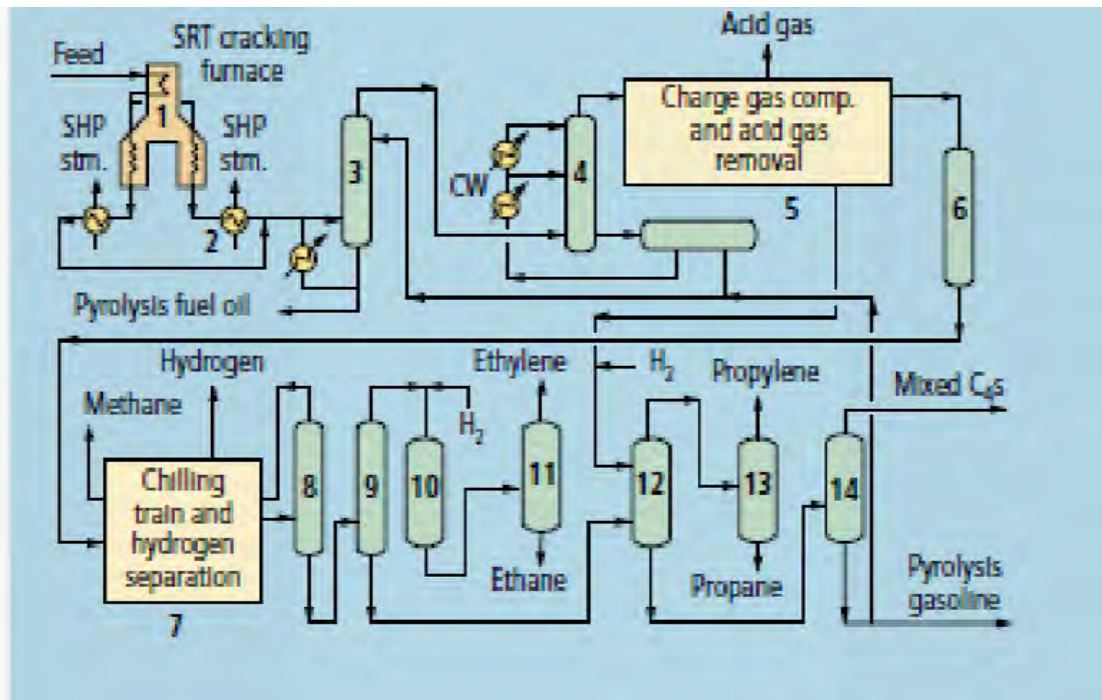 Feed
SRT cracking
furnace
1
SHP
stm.
SHP
stm.
2
3
Pyrolysis fuel oil
CW
4
Acid gas
Charge gas comp.
and acid gas
removal
5
6
Hydrogen
Methane
Chilling
train and
hydrogen
separation
7
8
9
10
H₂
Ethylene
11
Ethane
H₂
12
Propylene
13
Propane
14
Mixed C₄s
Pyrolysis
gasoline